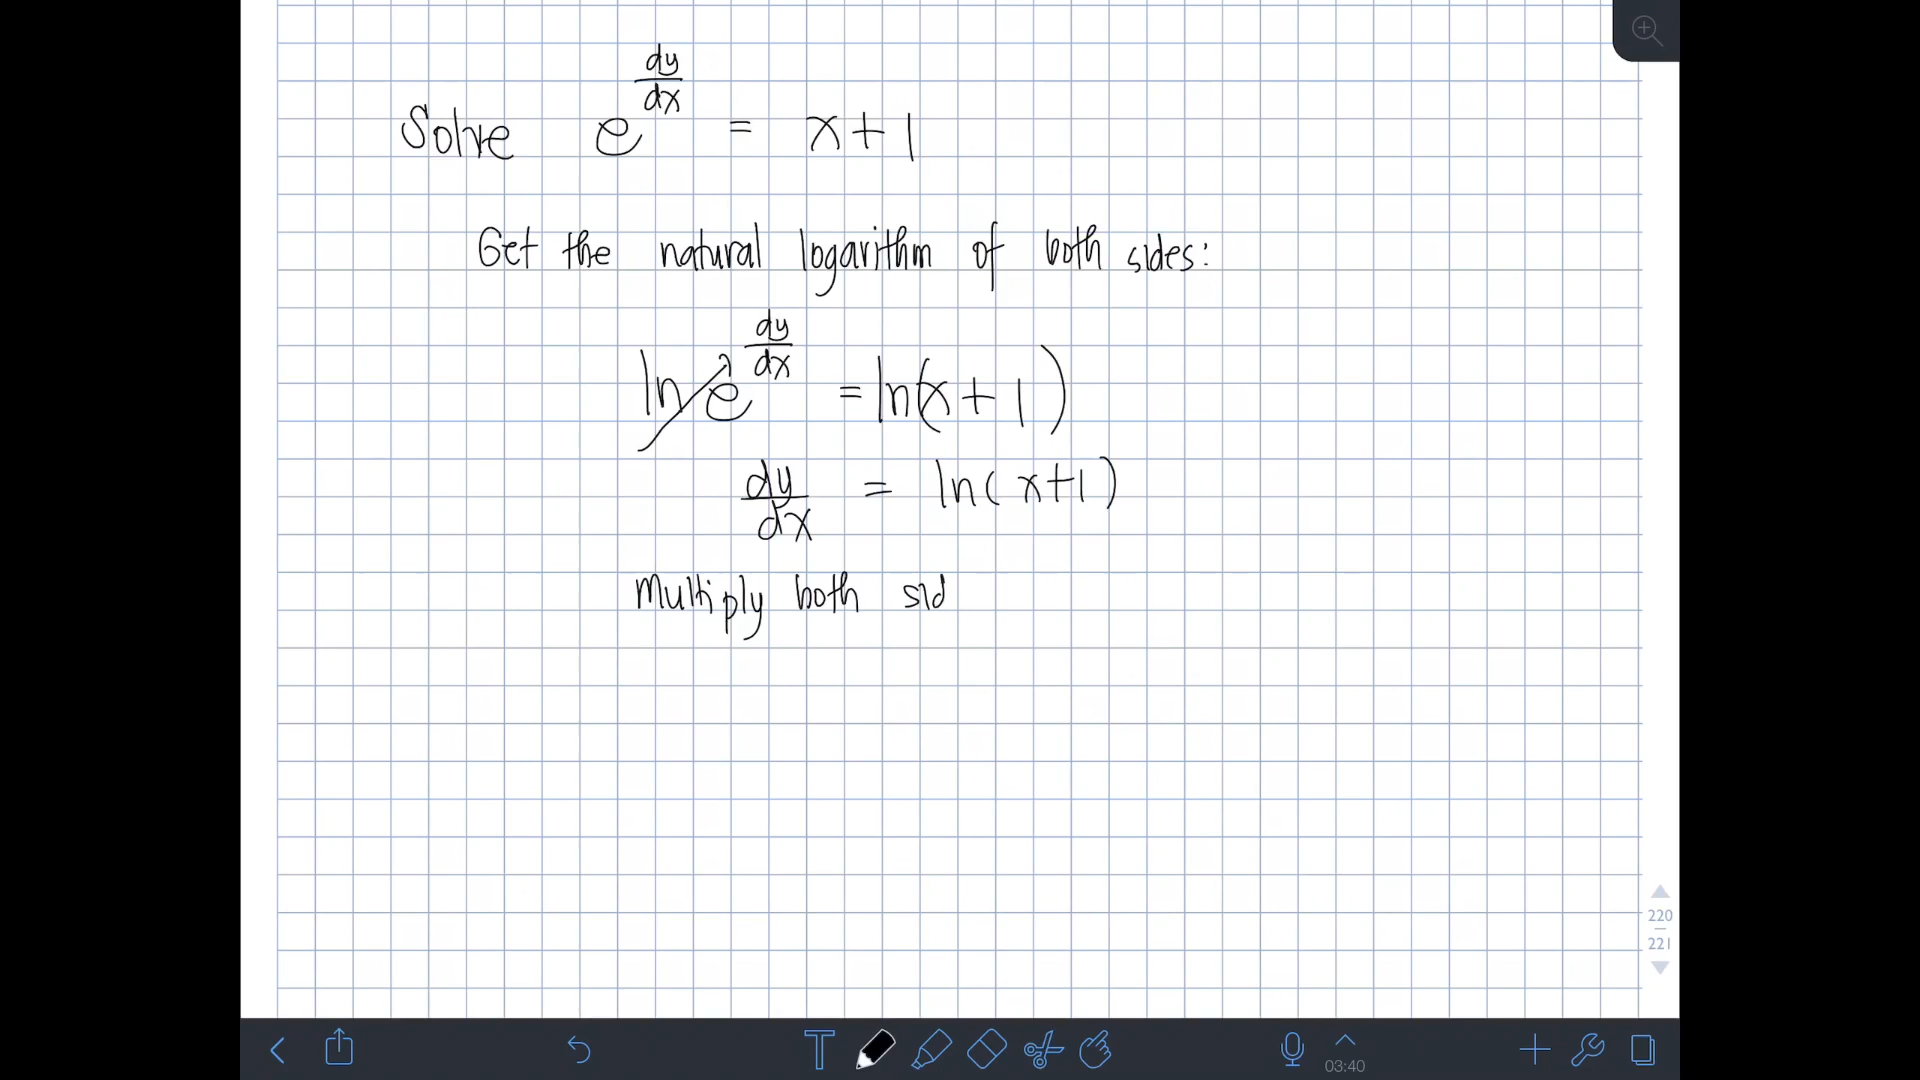 Solve e^(dy/dx) = x + 1
Get the natural logarithm of both sides:
ln e^(dy/dx) = ln(x + 1)
dy/dx = ln(x+1)
Multiply both sid
220
221
T
03:40